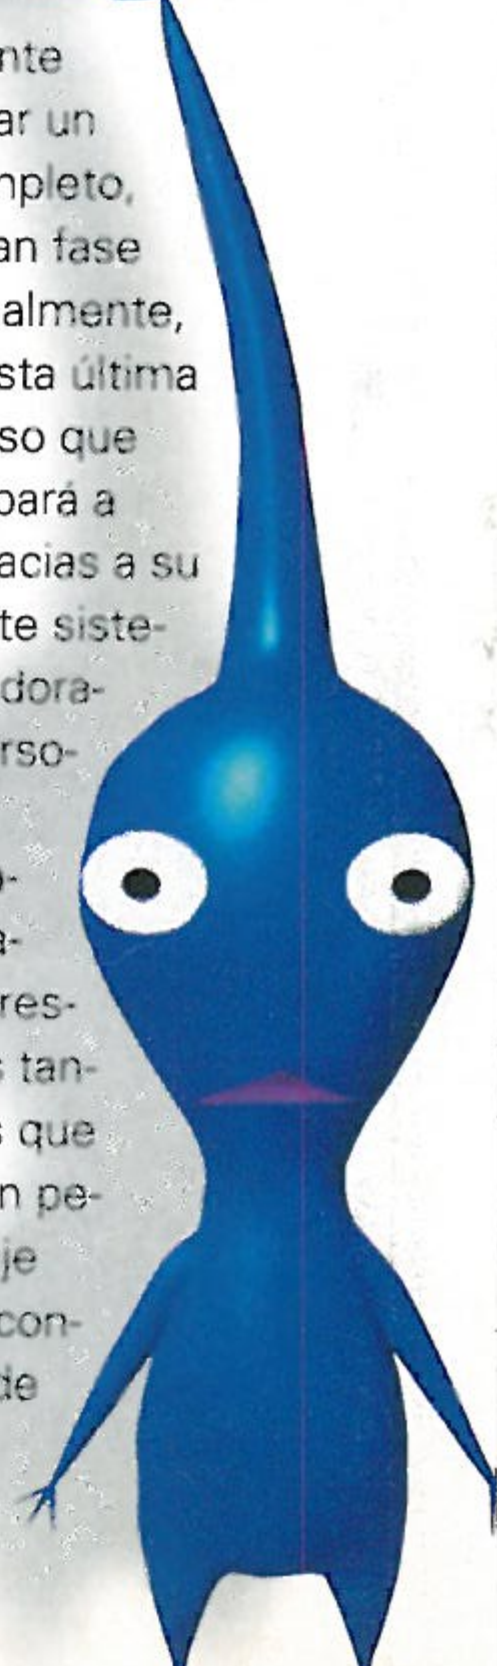 nte
ar un
npleto,
an fase
almente,
sta última
so que
pará a
acias a su
te siste-
dora-
rso-
o-
a-
res-
s tan-
s que
n pe-
je
con-
de